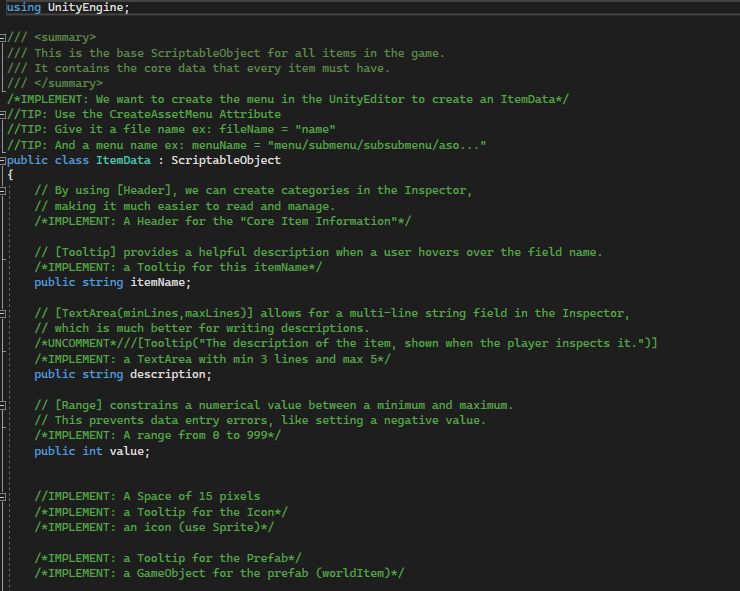 using UnityEngine;
/// <summary>
/// This is the base ScriptableObject for all items in the game.
/// It contains the core data that every item must have.
/// </summary>
/*IMPLEMENT: We want to create the menu in the UnityEditor to create an ItemData*/
//TIP: Use the CreateAssetMenu Attribute
//TIP: Give it a file name ex: fileName = "name"
//TIP: And a menu name ex: menuName = "menu/submenu/subsubmenu/aso..."
public class ItemData : ScriptableObject
{
// By using [Header], we can create categories in the Inspector,
// making it much easier to read and manage.
/*IMPLEMENT: A Header for the "Core Item Information"*/
// [Tooltip] provides a helpful description when a user hovers over the field name.
/*IMPLEMENT: a Tooltip for this itemName*/
public string itemName;
// [TextArea(minLines,maxLines)] allows for a multi-line string field in the Inspector,
// which is much better for writing descriptions.
/*UNCOMMENT*///[Tooltip("The description of the item, shown when the player inspects it.")]
/*IMPLEMENT: a TextArea with min 3 lines and max 5*/
public string description;
// [Range] constrains a numerical value between a minimum and maximum.
// This prevents data entry errors, like setting a negative value.
/*IMPLEMENT: A range from 0 to 999*/
public int value;
//IMPLEMENT: A Space of 15 pixels
/*IMPLEMENT: a Tooltip for the Icon*/
/*IMPLEMENT: an icon (use Sprite)*/
/*IMPLEMENT: a Tooltip for the Prefab*/
/*IMPLEMENT: a GameObject for the prefab (worldItem)*/